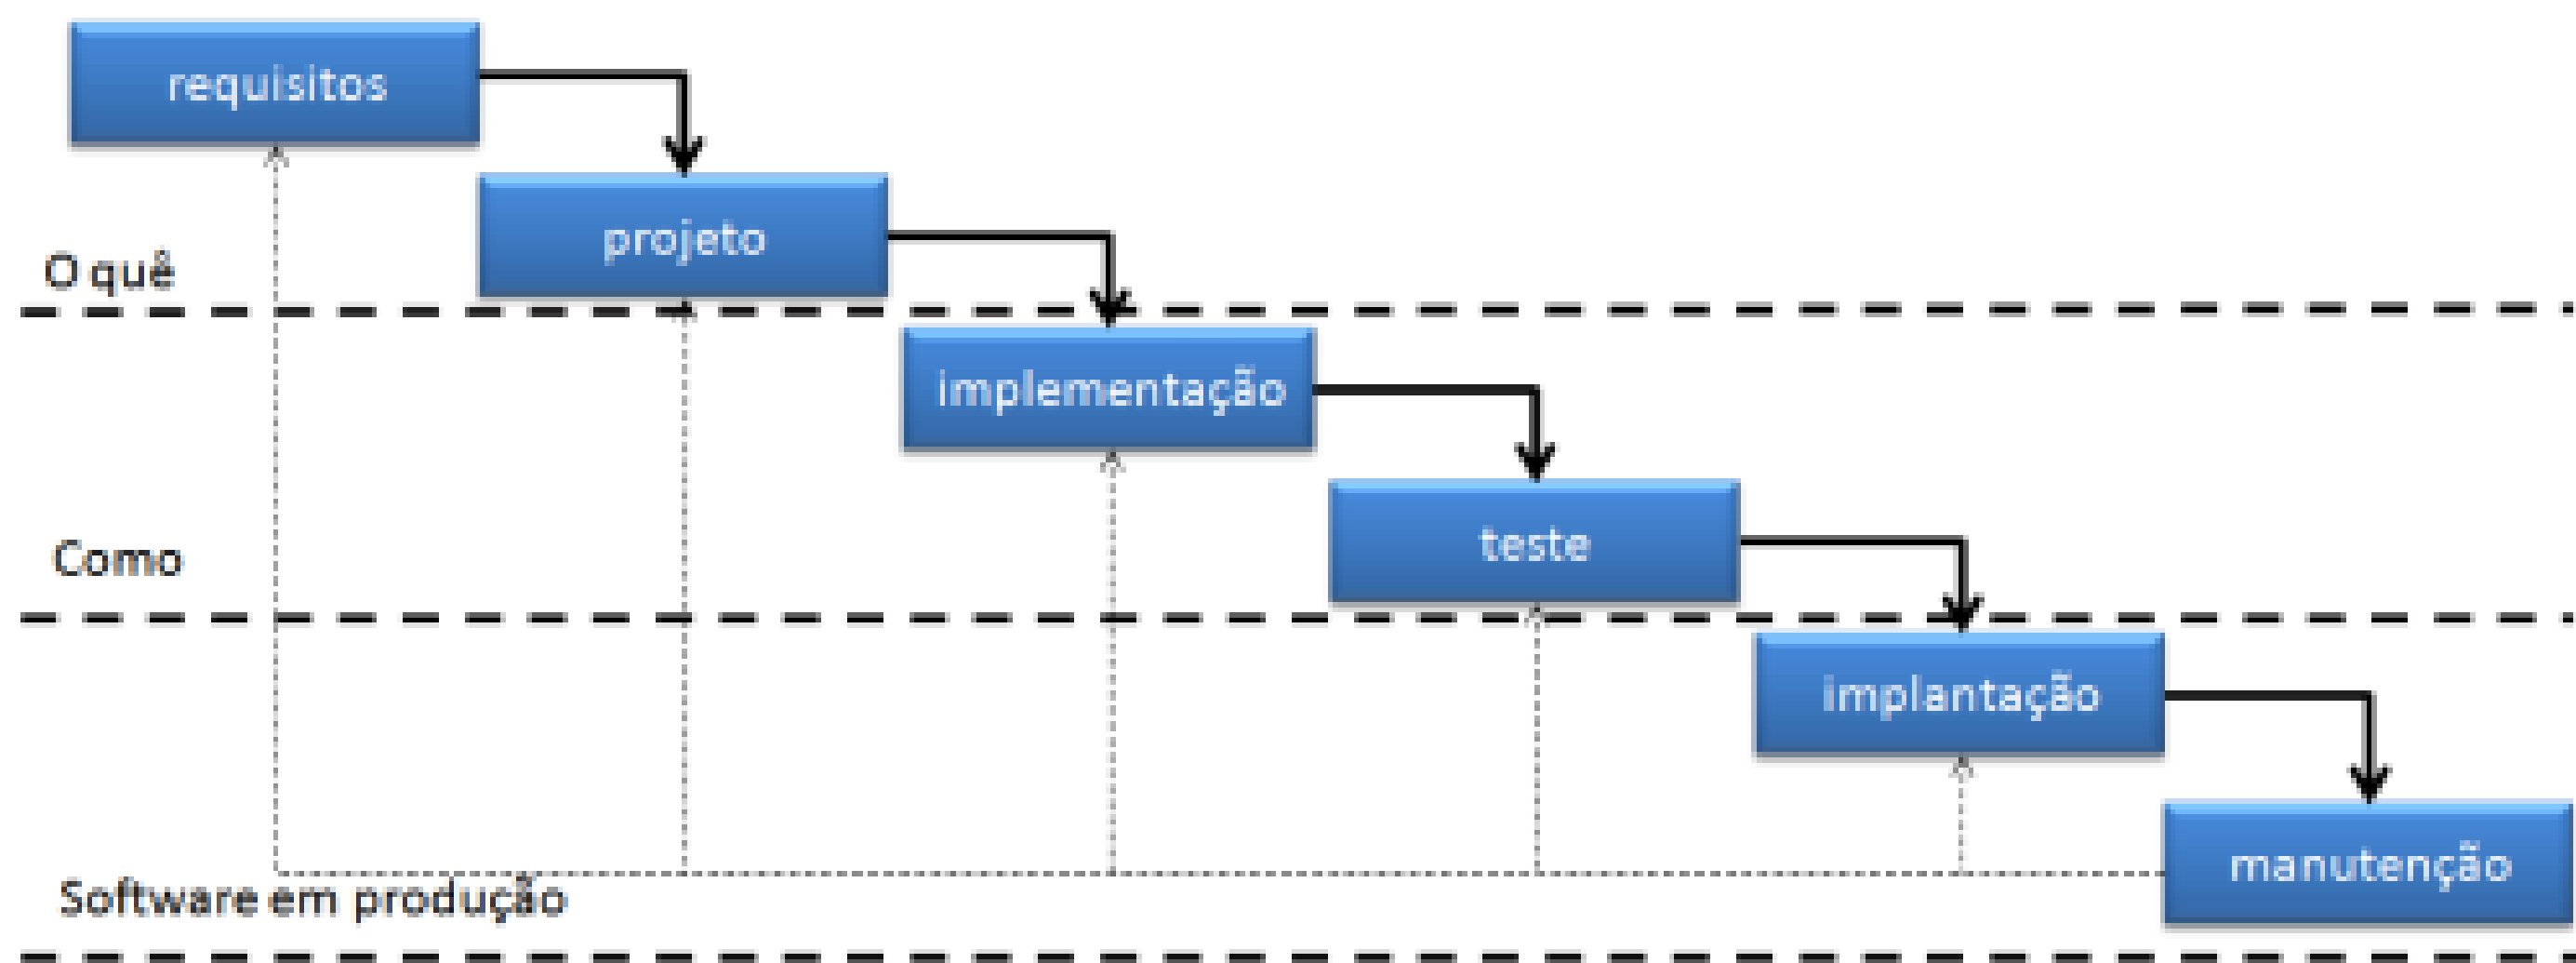 requisitos
projeto
O quê
implementação
teste
Como
implantação
manutenção
Software em produção